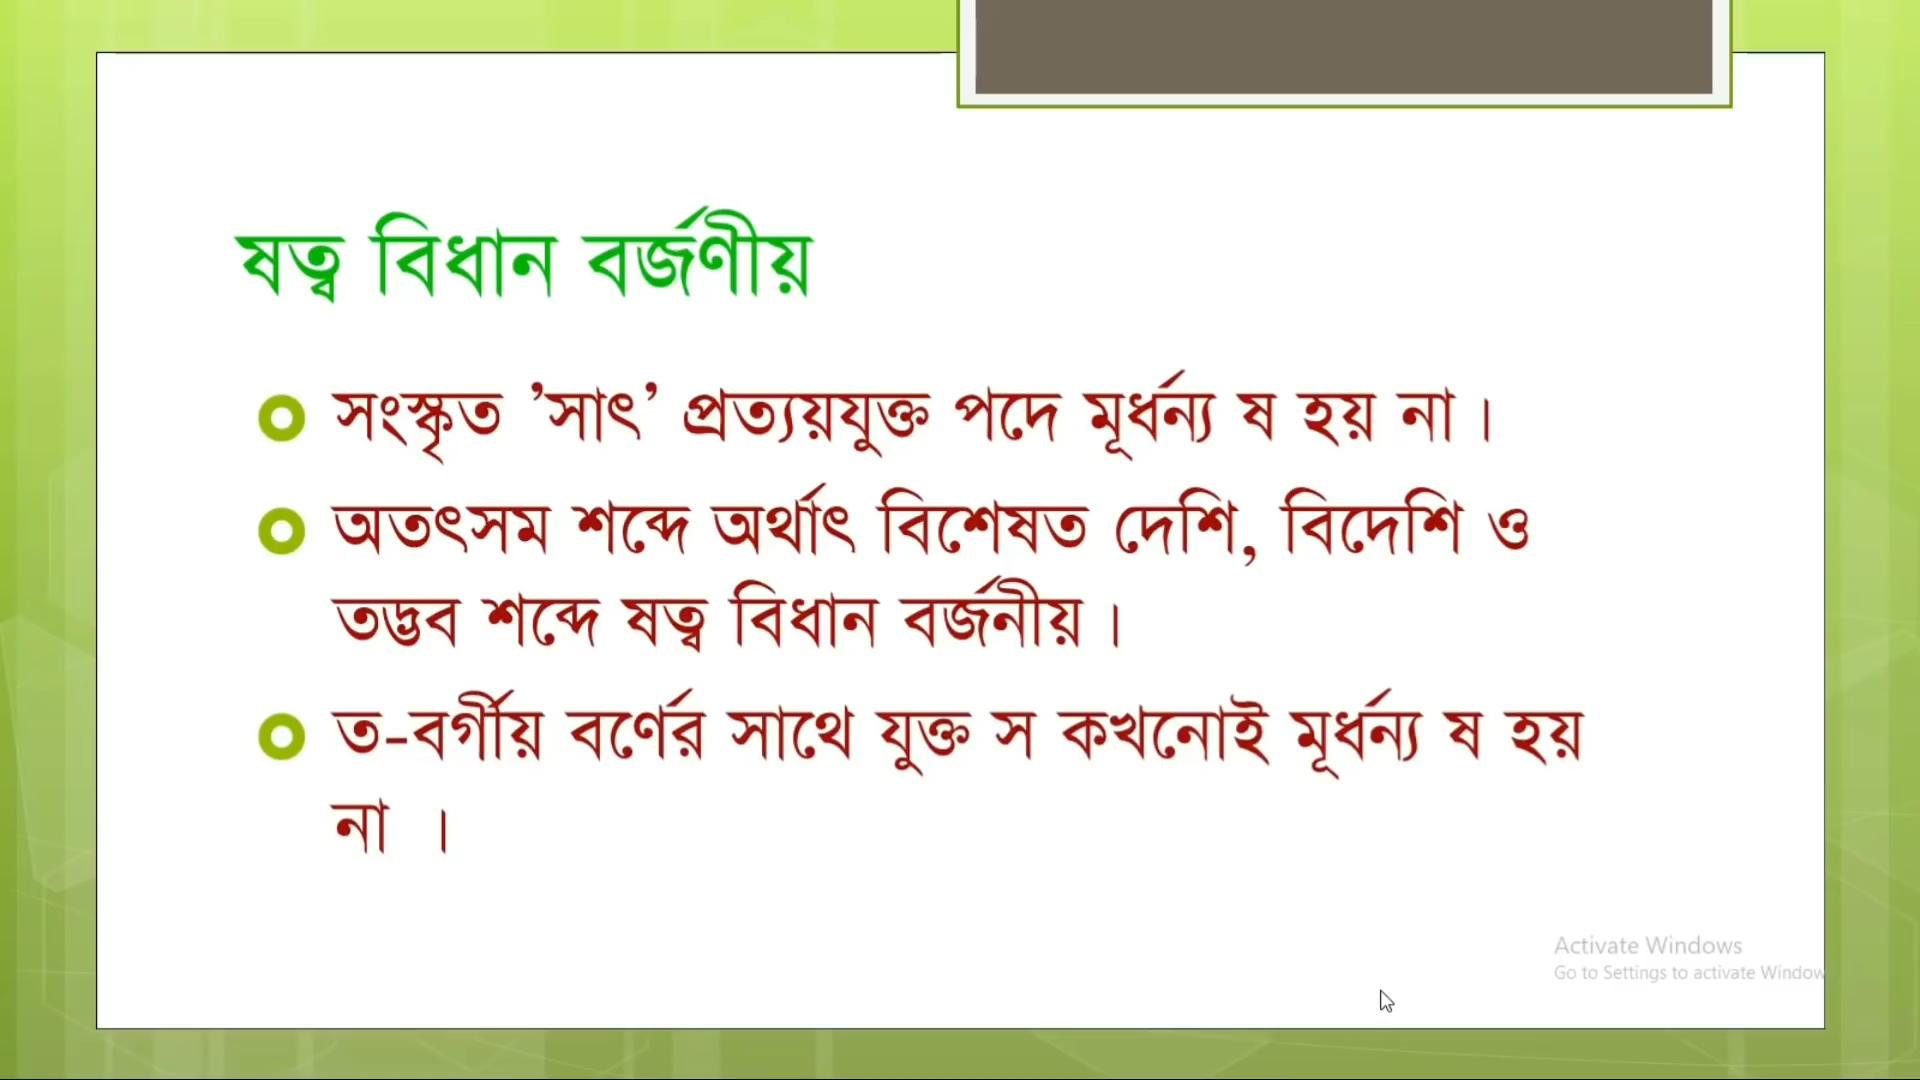 ষত্ব বিধান বর্জণীয়
সংস্কৃত ’সাৎ’ প্রত্যয়যুক্ত পদে মূর্ধন্য ষ হয় না।
অতৎসম শব্দে অর্থাৎ বিশেষত দেশি, বিদেশি ও
তদ্ভব শব্দে ষত্ব বিধান বর্জনীয়।
ত-বর্গীয় বর্ণের সাথে যুক্ত স কখনোই মূর্ধন্য ষ হয়
না ।
Activate Windows
Go to Settings to activate Window